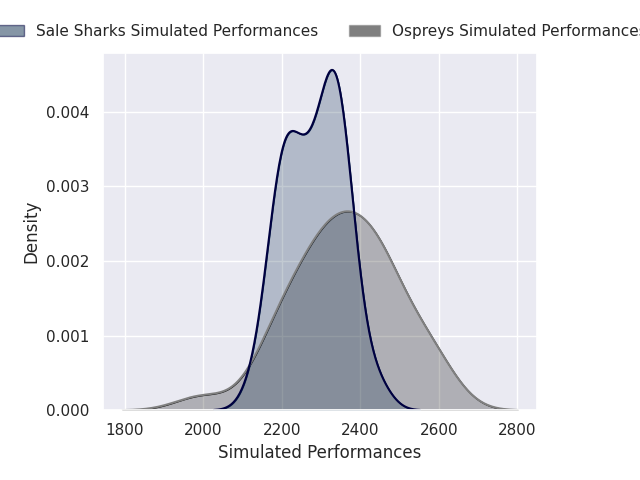 Sale Sharks Simulated Performances
Ospreys Simulated Performances
0.004
0.003
0.002
0.001
0.000
Density
1800 2000 2200 2400 2600 2800
Simulated Performances